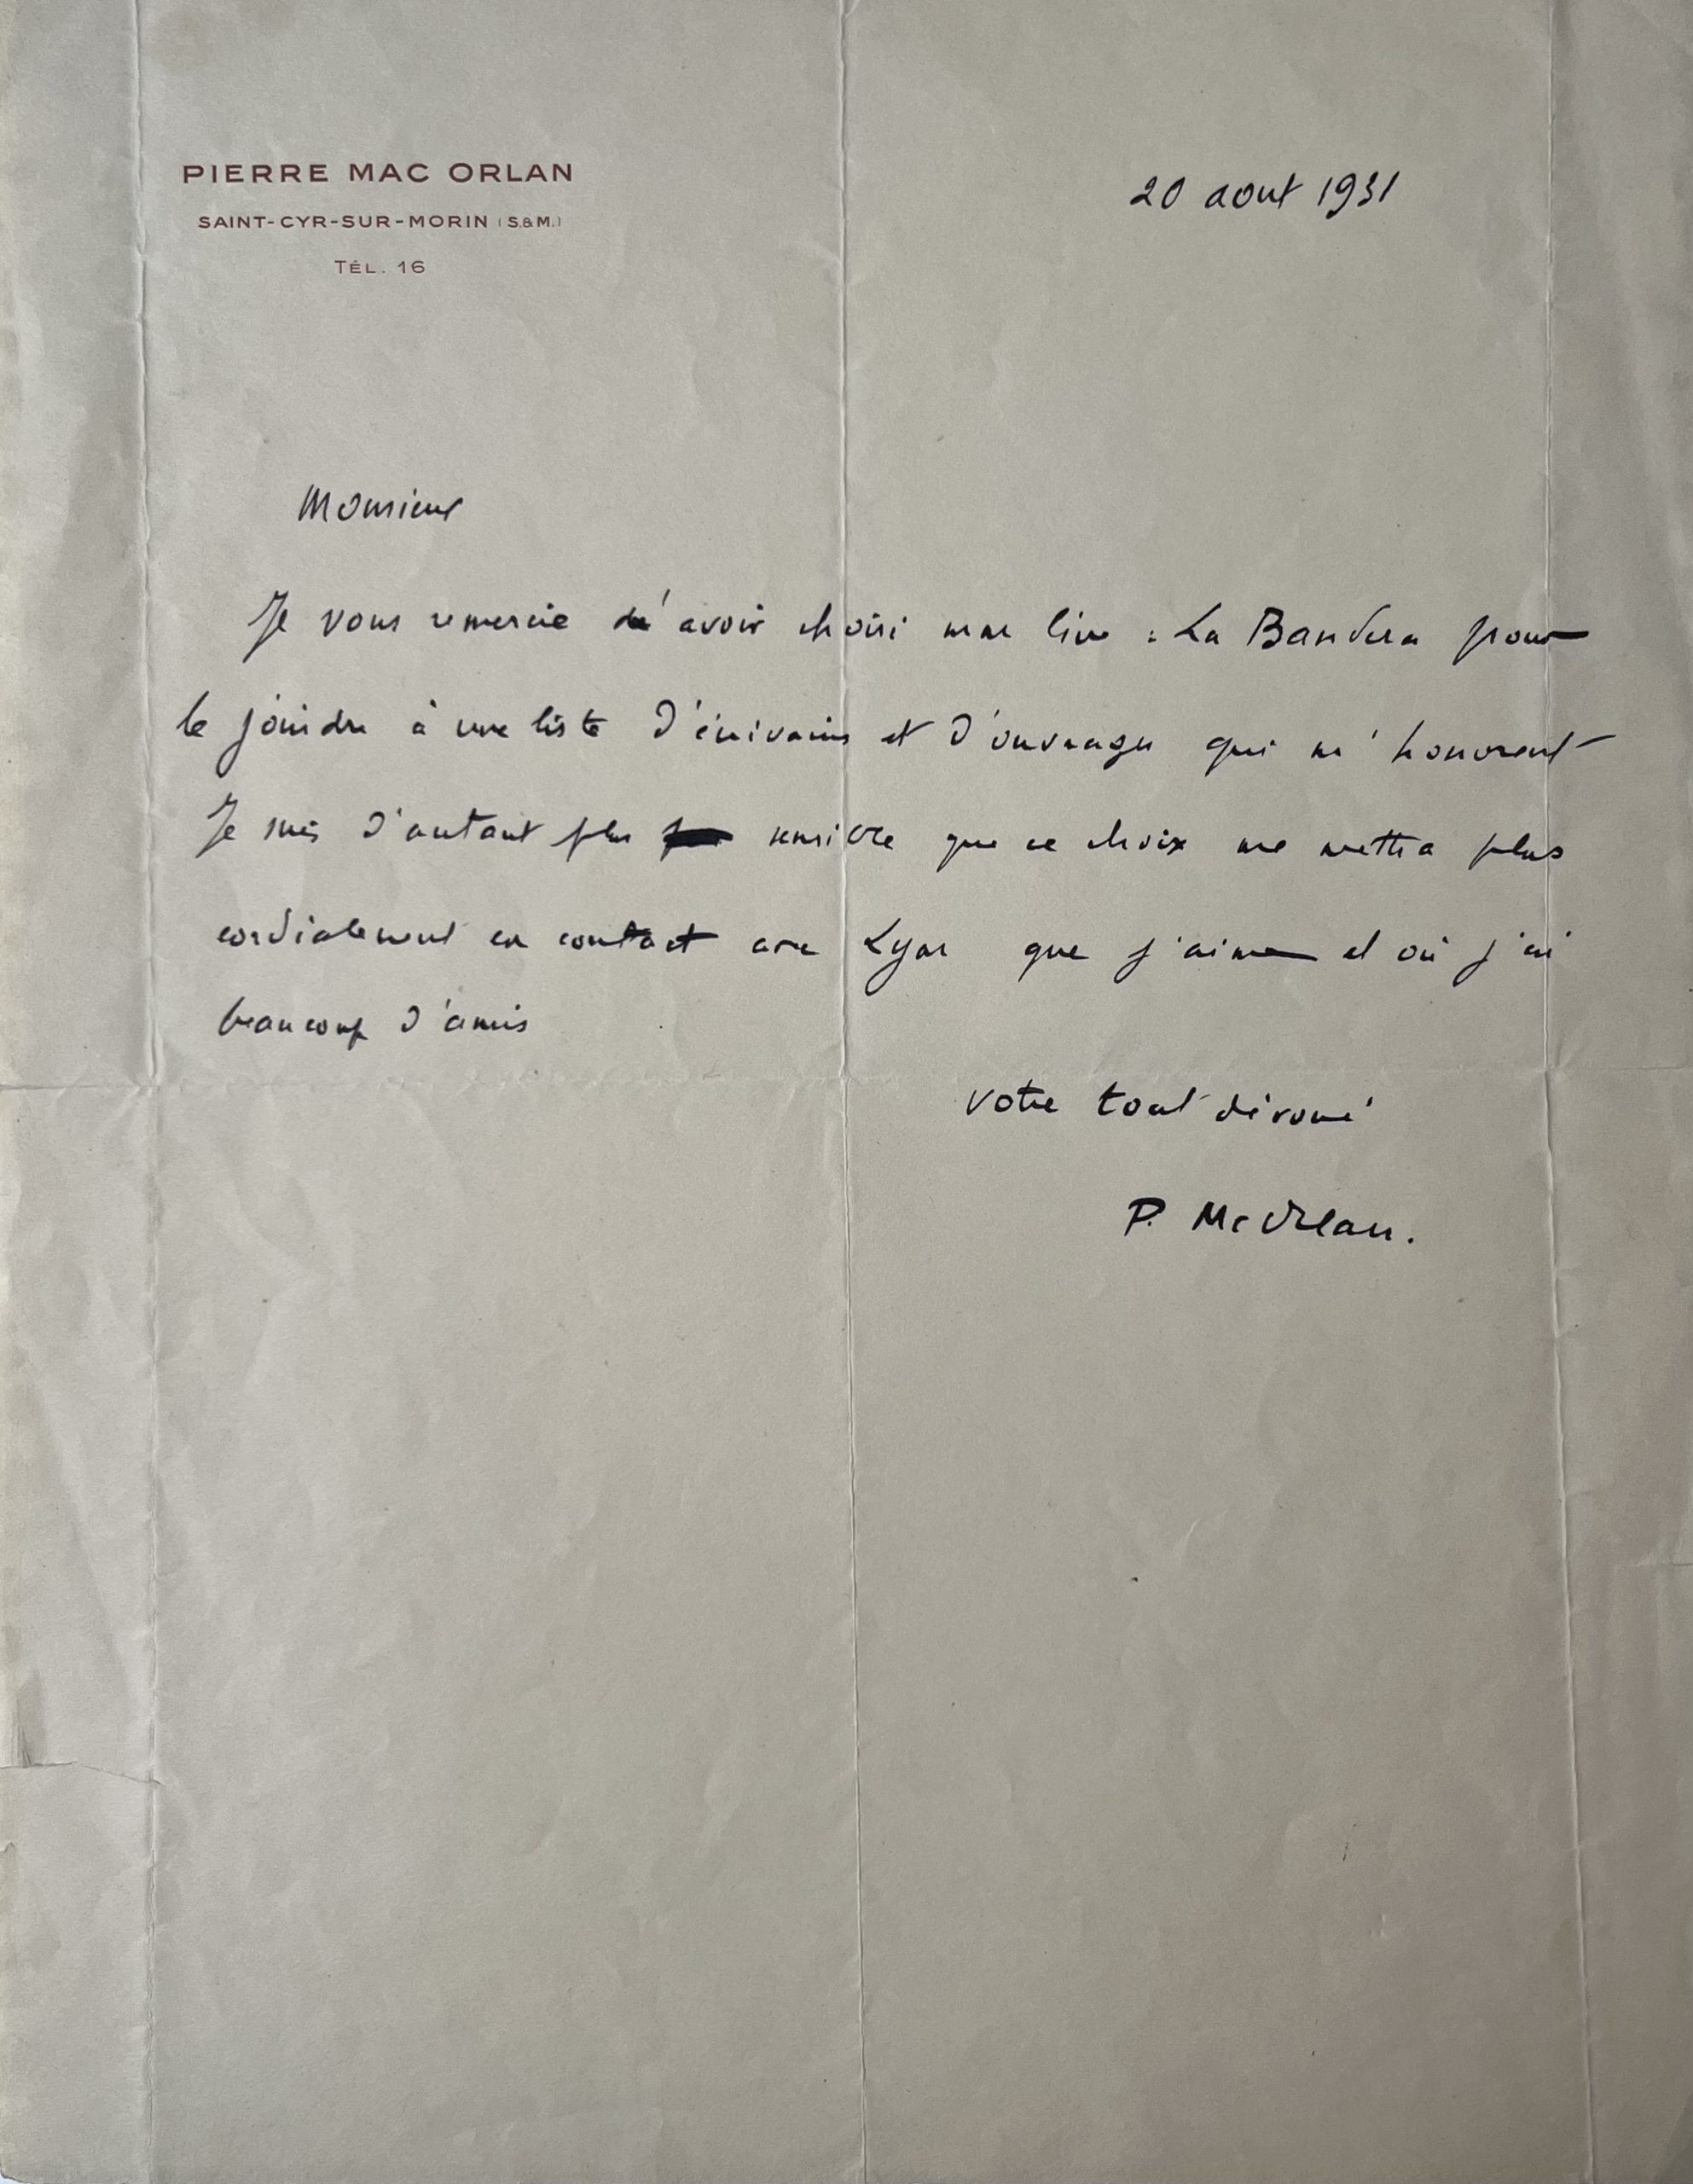 PIERRE MAC ORLAN
SAINT-CYR-SUR-MORIN (S.&M.)
TÉL. 16
20 aout 1931
Monsieur
Je vous remercie d'avoir choisi mon livre : La Bandera pour
le joindre à une liste d'écrivains et d'ouvrages qui m'honorent
Je suis d'autant plus sensible que ce choix me mettra plus
cordialement en contact avec Lyon que j'aime et où j'ai
beaucoup d'amis
Votre tout dévoué
P. Mc Orlan.